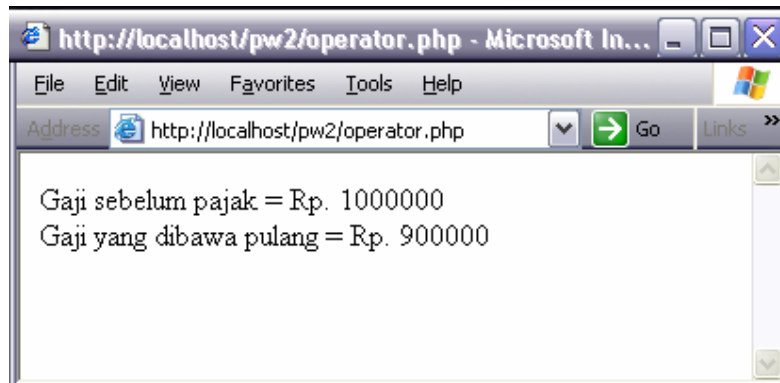 http://localhost/pw2/operator.php - Microsoft In...
File Edit View Favorites Tools Help
Address http://localhost/pw2/operator.php Go Links »
Gaji sebelum pajak = Rp. 1000000
Gaji yang dibawa pulang = Rp. 900000